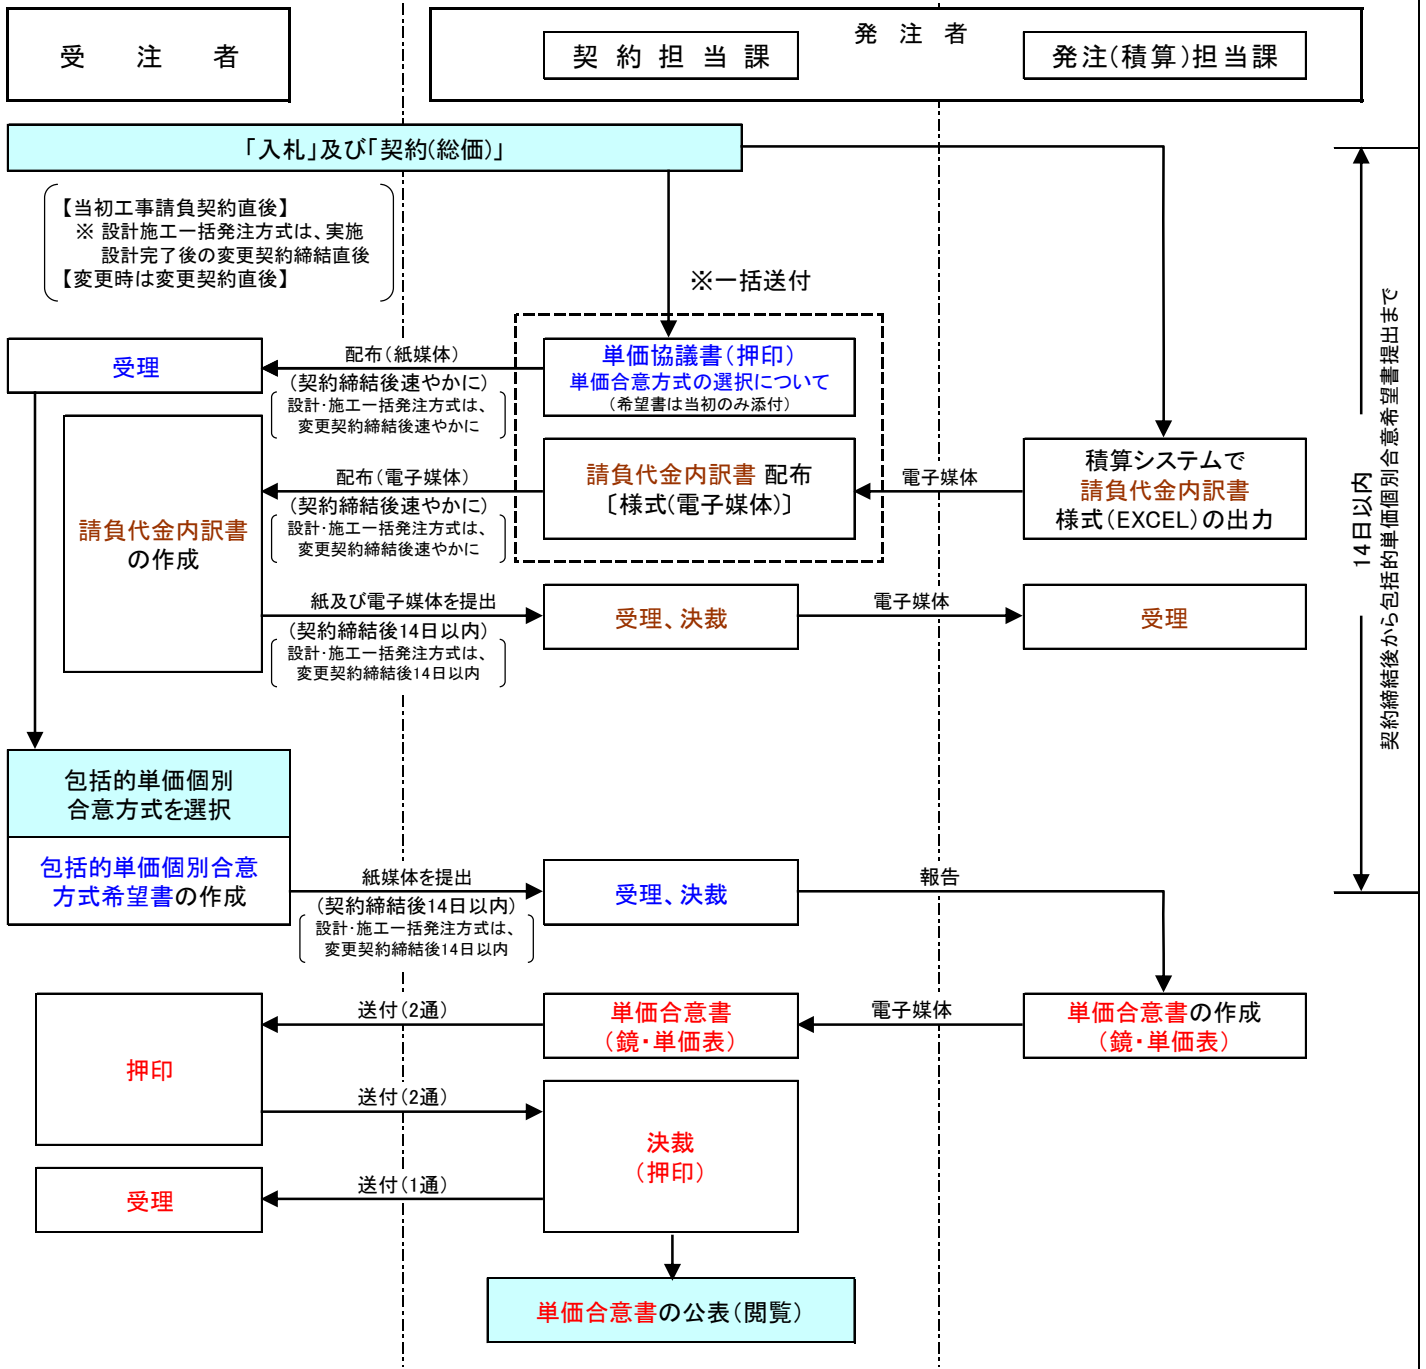 受　注　者
発　注　者
契 約 担 当 課
発注(積算)担当課
「入札」及び「契約(総価)」
【当初工事請負契約直後】
※ 設計施工一括発注方式は、実施
設計完了後の変更契約締結直後
【変更時は変更契約直後】
※一括送付
受理
配布(紙媒体)
(契約締結後速やかに)
設計・施工一括発注方式は、
変更契約締結後速やかに
単価協議書(押印)
単価合意方式の選択について
(希望書は当初のみ添付)
請負代金内訳書
の作成
配布(電子媒体)
(契約締結後速やかに)
設計・施工一括発注方式は、
変更契約締結後速やかに
請負代金内訳書 配布
〔様式(電子媒体)〕
電子媒体
積算システムで
請負代金内訳書
様式(EXCEL)の出力
紙及び電子媒体を提出
(契約締結後14日以内)
設計・施工一括発注方式は、
変更契約締結後14日以内
受理、決裁
電子媒体
受理
14日以内
契約締結後から包括的単価個別合意希望書提出まで
包括的単価個別
合意方式を選択
包括的単価個別合意
方式希望書の作成
紙媒体を提出
(契約締結後14日以内)
設計・施工一括発注方式は、
変更契約締結後14日以内
受理、決裁
報告
押印
送付(2通)
単価合意書
(鏡・単価表)
電子媒体
単価合意書の作成
(鏡・単価表)
送付(2通)
決裁
(押印)
受理
送付(1通)
単価合意書の公表(閲覧)